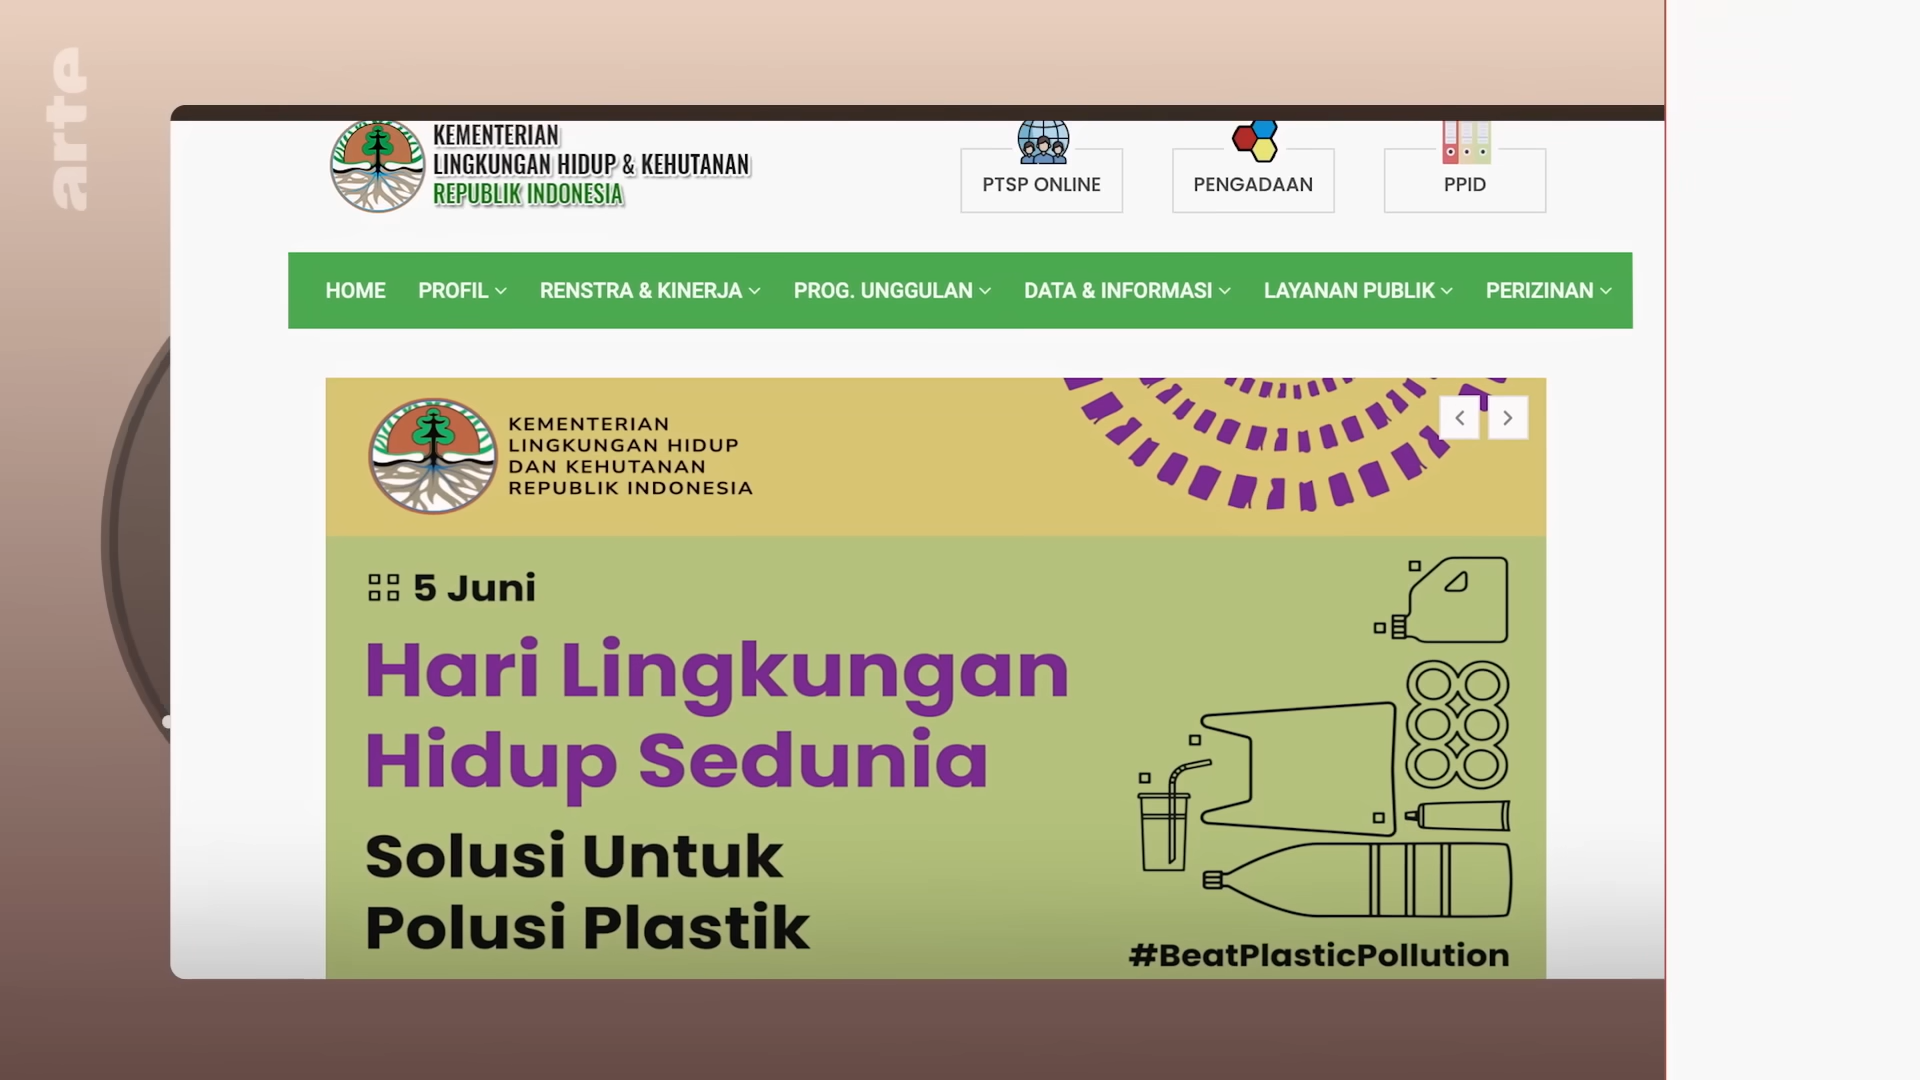 arte
KEMENTERIAN
LINGKUNGAN HIDUP & KEHUTANAN
REPUBLIK INDONESIA
PTSP ONLINE
PENGADAAN
PPID
HOME
PROFIL
RENSTRA & KINERJA
PROG. UNGGULAN
DATA & INFORMASI
LAYANAN PUBLIK
PERIZINAN
KEMENTERIAN
LINGKUNGAN HIDUP
DAN KEHUTANAN
REPUBLIK INDONESIA
5 Juni
Hari Lingkungan
Hidup Sedunia
Solusi Untuk
Polusi Plastik
#BeatPlasticPollution